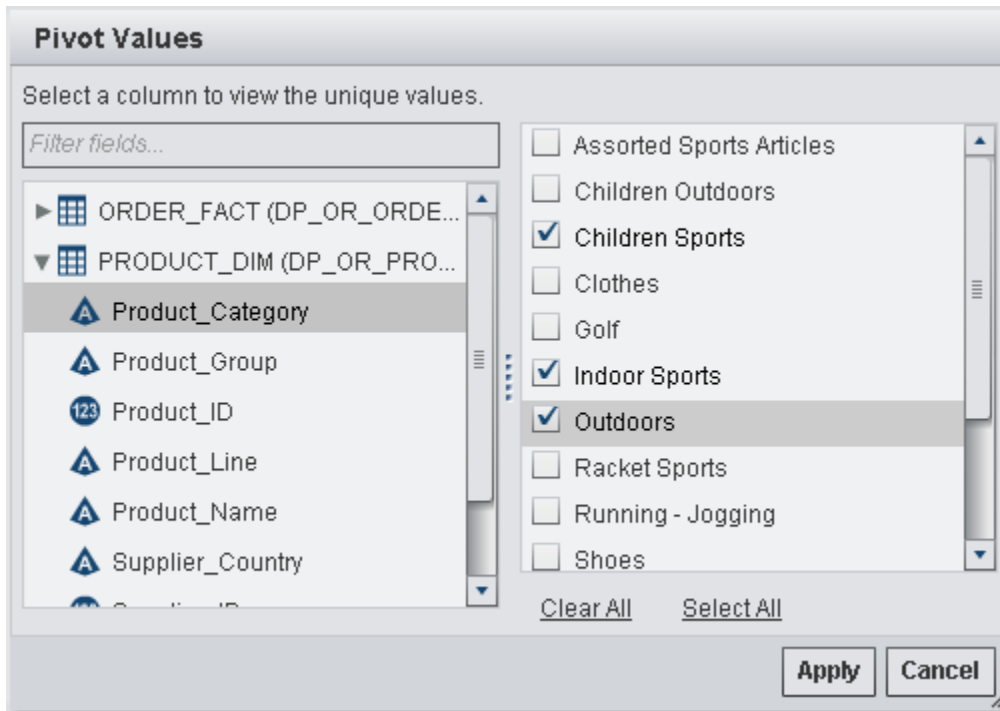 Pivot Values
Select a column to view the unique values.
Filter fields...
ORDER_FACT (DP_OR_ORDE...
PRODUCT_DIM (DP_OR_PRO...
Product_Category
Product_Group
123 Product_ID
Product_Line
Product_Name
Supplier_Country
Assorted Sports Articles
Children Outdoors
Children Sports
Clothes
Golf
Indoor Sports
Outdoors
Racket Sports
Running - Jogging
Shoes
Clear All
Select All
Apply
Cancel